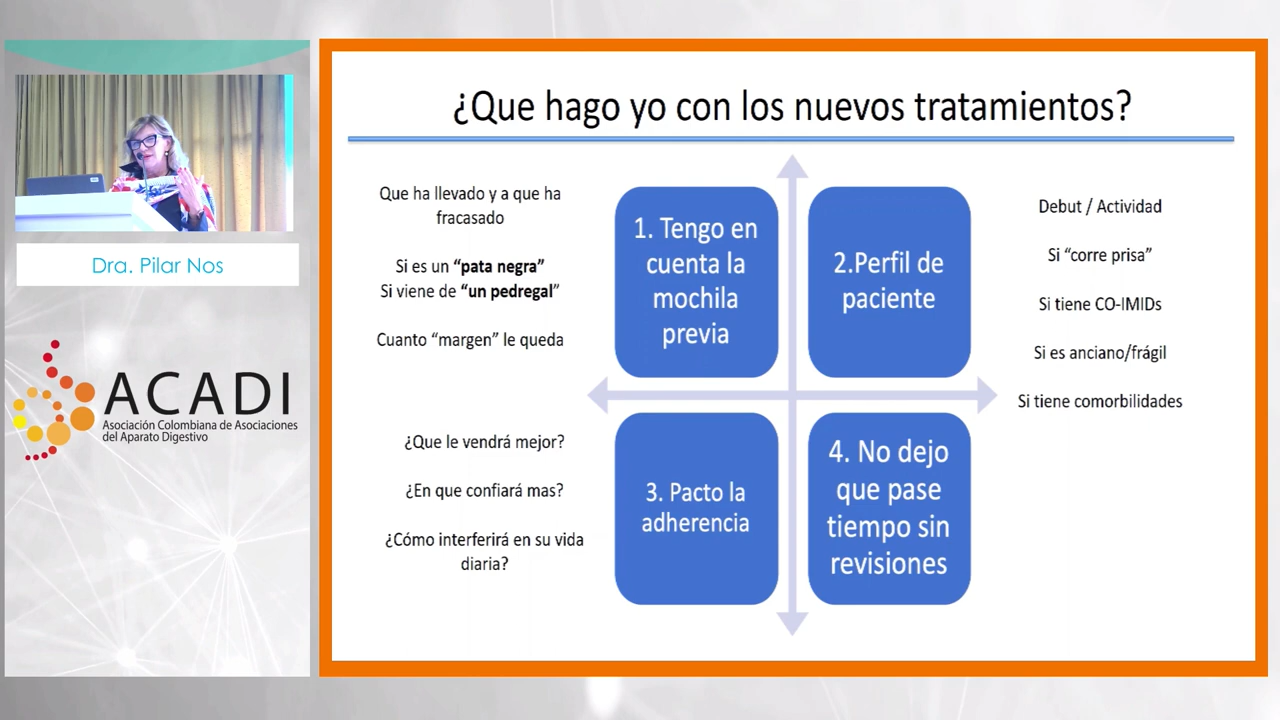 ¿Que hago yo con los nuevos tratamientos?
Que ha llevado y a que ha
fracasado
Si es un “pata negra”
Si viene de “un pedregal”
Cuanto “margen” le queda
1. Tengo en
cuenta la
mochila
previa
2.Perfil de
paciente
Debut / Actividad
Si “corre prisa”
Si tiene CO-IMIDs
Si es anciano/frágil
Si tiene comorbilidades
¿Que le vendrá mejor?
¿En que confiará mas?
¿Cómo interferirá en su vida
diaria?
3. Pacto la
adherencia
4. No dejo
que pase
tiempo sin
revisiones
Dra. Pilar Nos
ACADI
Asociación Colombiana de Asociaciones
del Aparato Digestivo